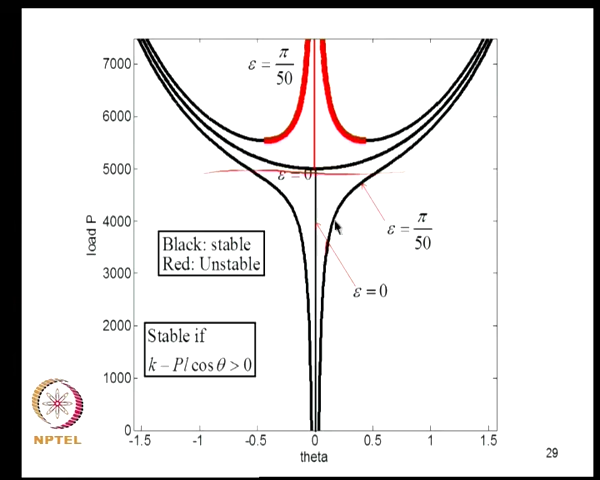 7000
6000
5000
4000
3000
2000
1000
0
load P
-1.5
-1
-0.5
0
0.5
1
1.5
theta
ε = π/50
ε = 0
ε = π/50
ε = 0
Black: stable
Red: Unstable
Stable if
k − Pl cos θ > 0
NPTEL
29